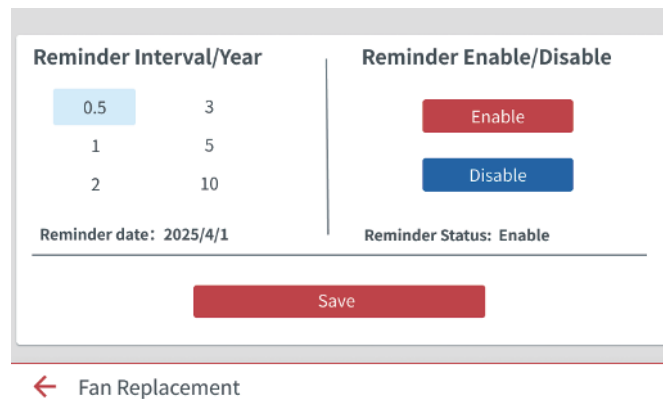 Reminder Interval/Year
0.5 3
1 5
2 10
Reminder date: 2025/4/1
Reminder Enable/Disable
Enable
Disable
Reminder Status: Enable
Save
← Fan Replacement